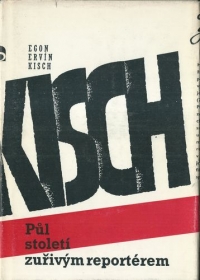 EGON
ERVÍN
KISCH
KISCH
Půl
století
zuřivým reportérem